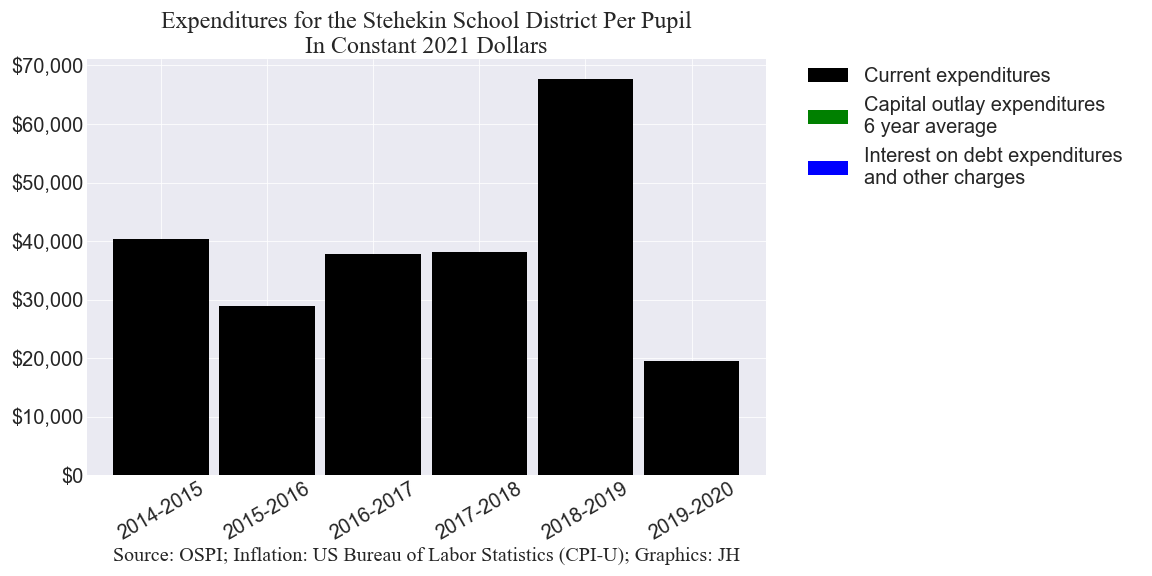 Expenditures for the Stehekin School District Per Pupil
In Constant 2021 Dollars
$70,000
$60,000
$50,000
$40,000
$30,000
$20,000
$10,000
$0
2014-2015
2015-2016
2016-2017
2017-2018
2018-2019
2019-2020
Current expenditures
Capital outlay expenditures
6 year average
Interest on debt expenditures
and other charges
Source: OSPI; Inflation: US Bureau of Labor Statistics (CPI-U); Graphics: JH